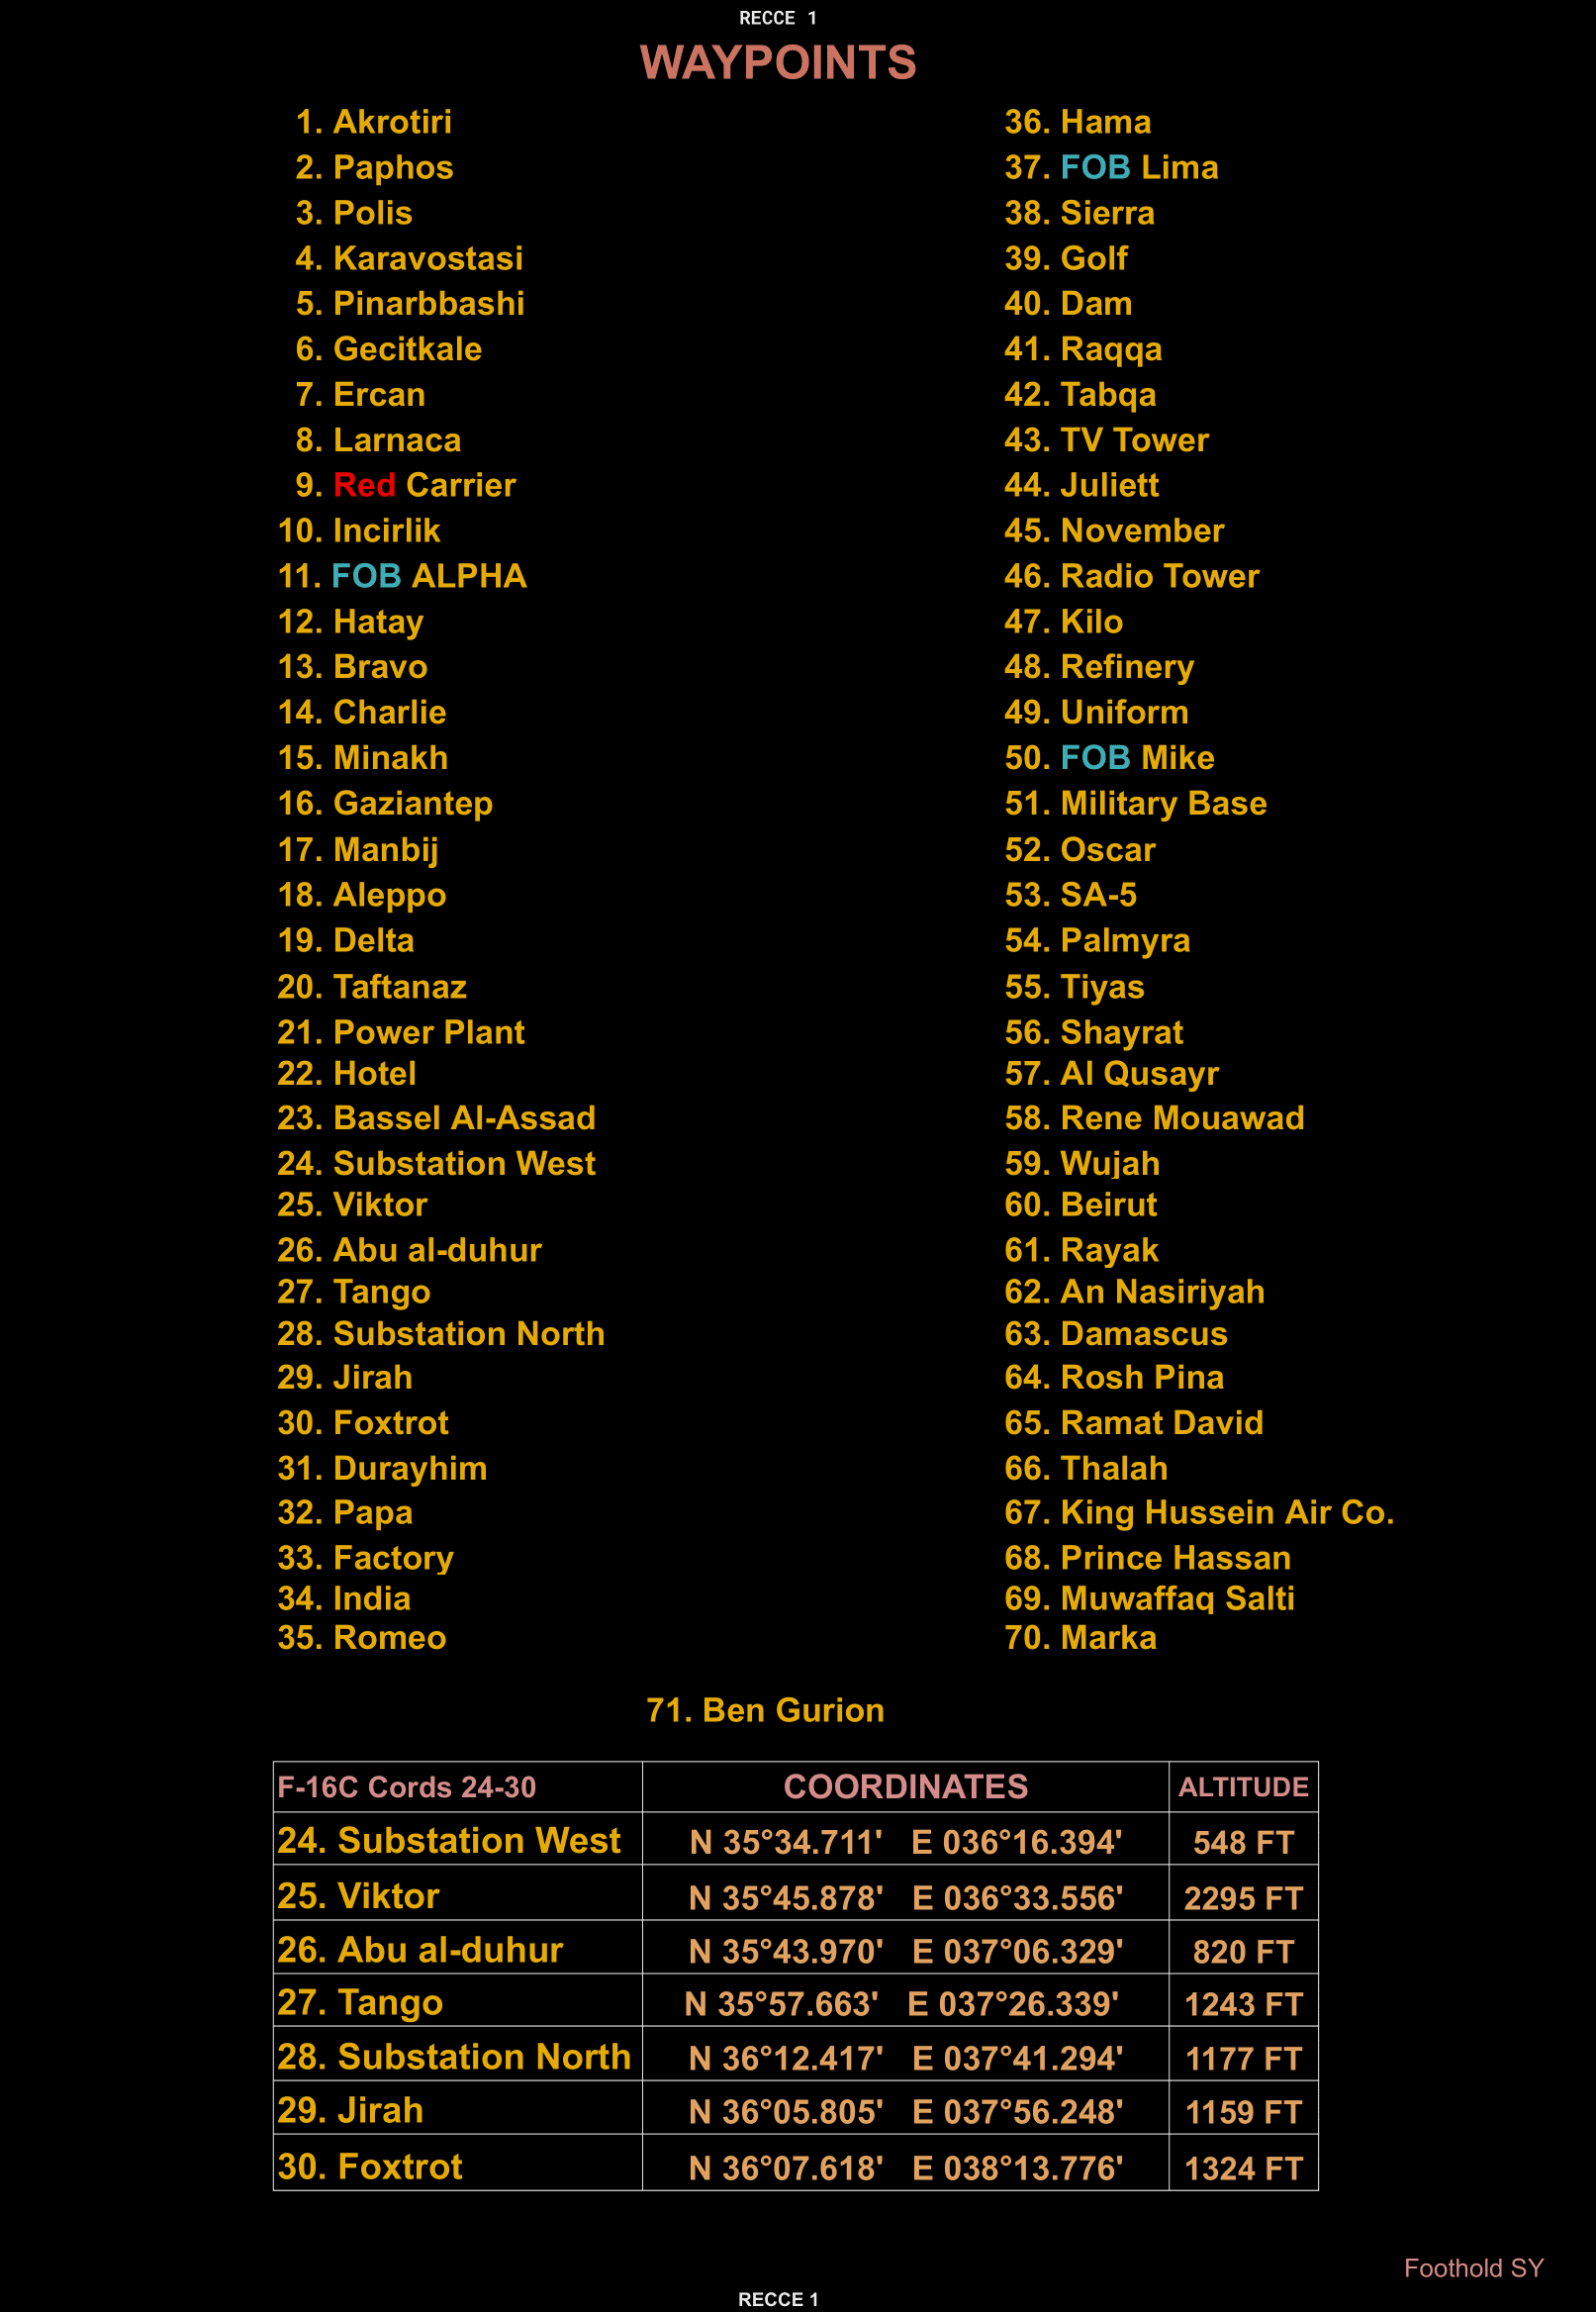 RECCE 1
WAYPOINTS
1. Akrotiri
2. Paphos
3. Polis
4. Karavostasi
5. Pinarbbashi
6. Gecitkale
7. Ercan
8. Larnaca
9. Red Carrier
10. Incirlik
11. FOB ALPHA
12. Hatay
13. Bravo
14. Charlie
15. Minakh
16. Gaziantep
17. Manbij
18. Aleppo
19. Delta
20. Taftanaz
21. Power Plant
22. Hotel
23. Bassel Al-Assad
24. Substation West
25. Viktor
26. Abu al-duhur
27. Tango
28. Substation North
29. Jirah
30. Foxtrot
31. Durayhim
32. Papa
33. Factory
34. India
35. Romeo
36. Hama
37. FOB Lima
38. Sierra
39. Golf
40. Dam
41. Raqqa
42. Tabqa
43. TV Tower
44. Juliett
45. November
46. Radio Tower
47. Kilo
48. Refinery
49. Uniform
50. FOB Mike
51. Military Base
52. Oscar
53. SA-5
54. Palmyra
55. Tiyas
56. Shayrat
57. Al Qusayr
58. Rene Mouawad
59. Wujah
60. Beirut
61. Rayak
62. An Nasiriyah
63. Damascus
64. Rosh Pina
65. Ramat David
66. Thalah
67. King Hussein Air Co.
68. Prince Hassan
69. Muwaffaq Salti
70. Marka
71. Ben Gurion
F-16C Cords 24-30 COORDINATES ALTITUDE
24. Substation West N 35°34.711' E 036°16.394' 548 FT
25. Viktor N 35°45.878' E 036°33.556' 2295 FT
26. Abu al-duhur N 35°43.970' E 037°06.329' 820 FT
27. Tango N 35°57.663' E 037°26.339' 1243 FT
28. Substation North N 36°12.417' E 037°41.294' 1177 FT
29. Jirah N 36°05.805' E 037°56.248' 1159 FT
30. Foxtrot N 36°07.618' E 038°13.776' 1324 FT
Foothold SY
RECCE 1